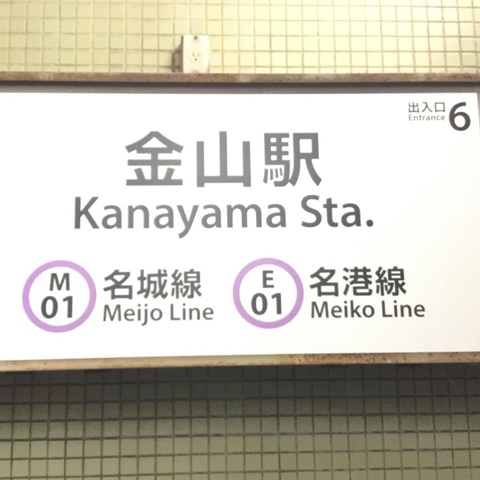 出入口
Entrance
6
金山駅
Kanayama Sta.
M
01
名城線
Meijo Line
E
01
名港線
Meiko Line